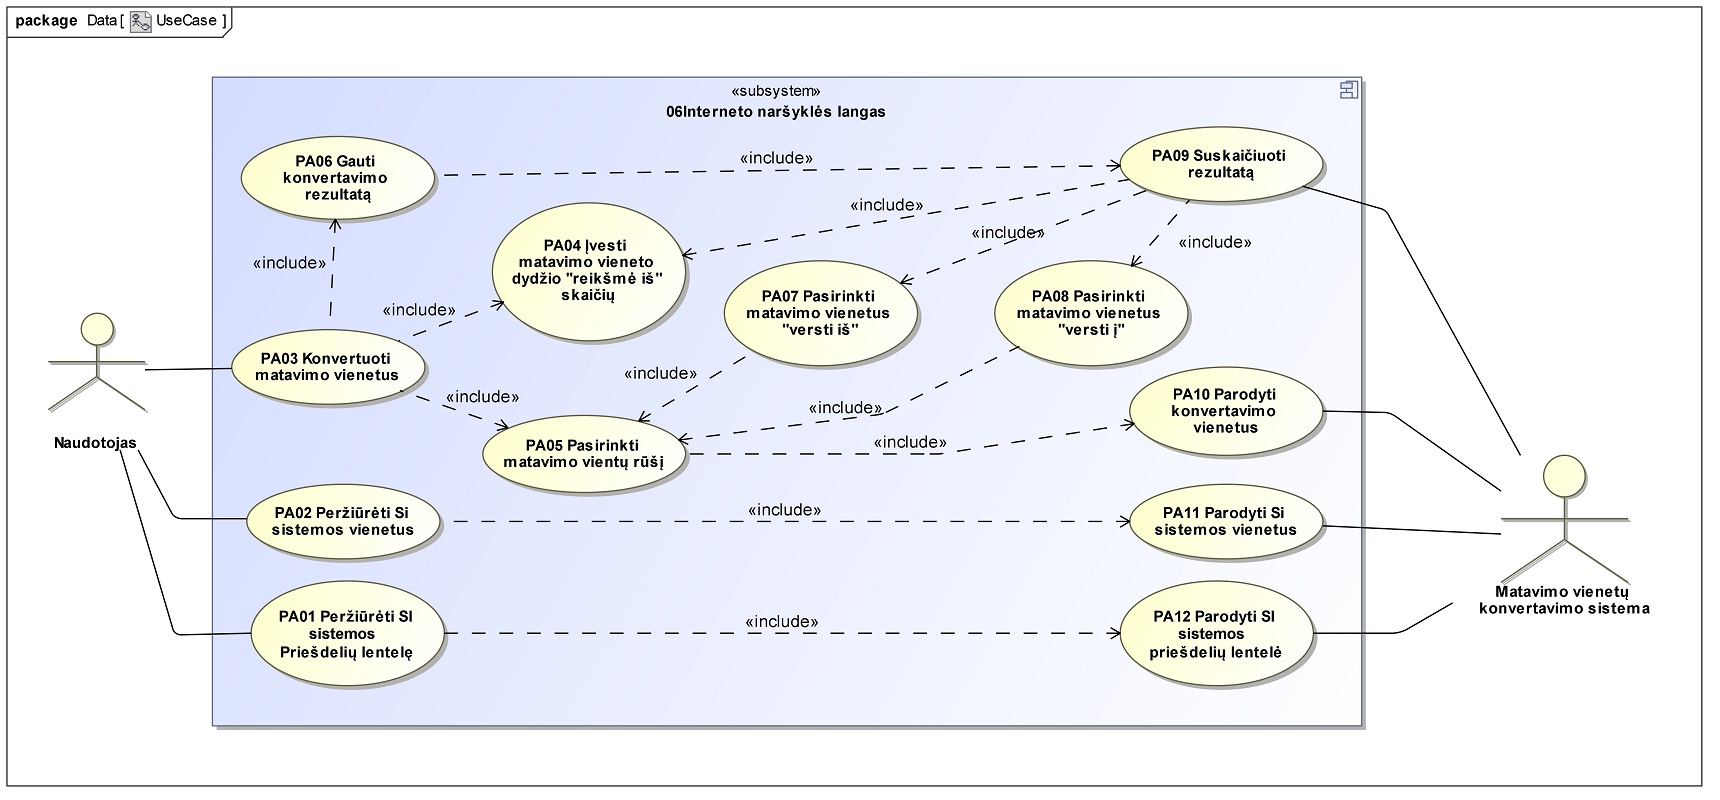 package Data[ UseCase ]
«subsystem»
06Interneto naršyklės langas
PA06 Gauti
konvertavimo
rezultatą
«include»
PA09 Suskaičiuoti
rezultatą
«include»
«include»
«include»
«include»
PA04 Įvesti
matavimo vieneto
dydžio "reikšmė iš"
skaičių
PA07 Pasirinkti
matavimo vienetus
"versti iš"
PA08 Pasirinkti
matavimo vienetus
"versti į"
«include»
PA03 Konvertuoti
matavimo vienetus
«include»
«include»
«include»
PA10 Parodyti
konvertavimo
vienetus
Naudotojas
PA05 Pasirinkti
matavimo vientų rūšį
«include»
PA02 Peržiūrėti Si
sistemos vienetus
«include»
PA11 Parodyti Si
sistemos vienetus
Matavimo vienetų
konvertavimo sistema
PA01 Peržiūrėti SI
sistemos
Priešdelių lentelę
«include»
PA12 Parodyti SI
sistemos
priešdelių lentelė